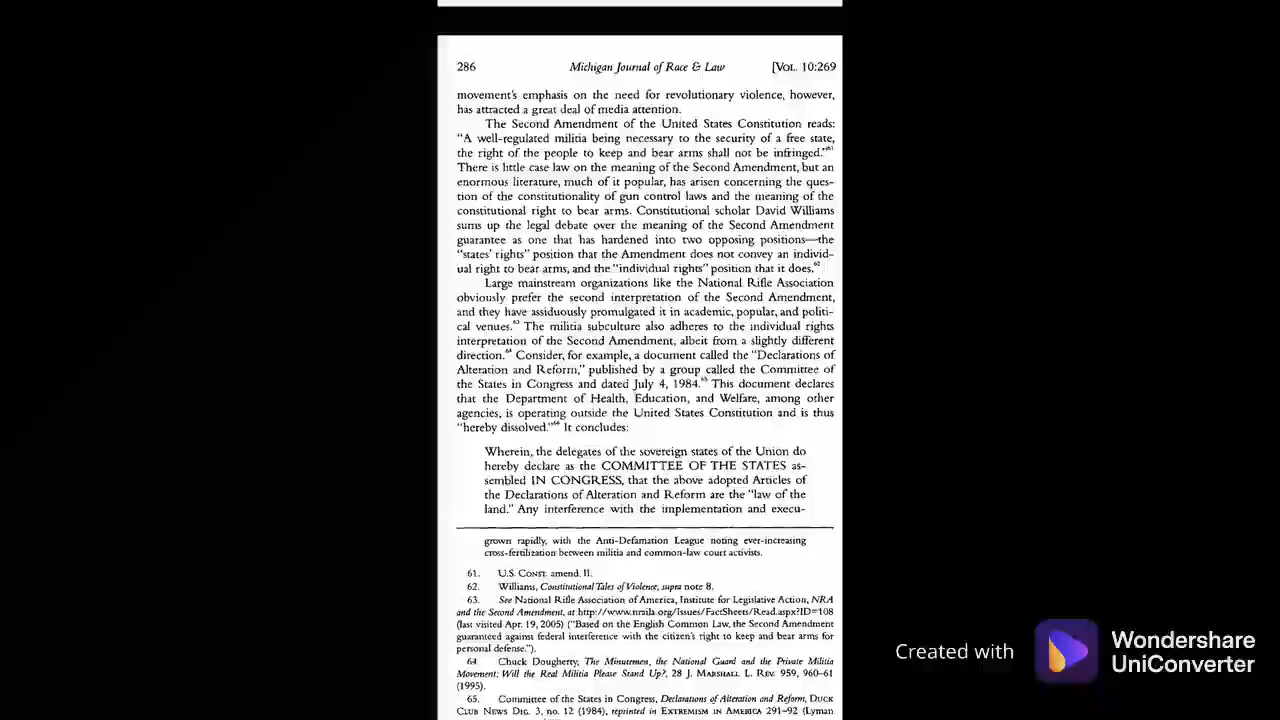 286 Michigan Journal of Race & Law [VOL. 10:269
movement's emphasis on the need for revolutionary violence, however,
has attracted a great deal of media attention.
The Second Amendment of the United States Constitution reads:
“A well-regulated militia being necessary to the security of a free state,
the right of the people to keep and bear arms shall not be infringed.”61
There is little case law on the meaning of the Second Amendment, but an
enormous literature, much of it popular, has arisen concerning the ques-
tion of the constitutionality of gun control laws and the meaning of the
constitutional right to bear arms. Constitutional scholar David Williams
sums up the legal debate over the meaning of the Second Amendment
guarantee as one that has hardened into two opposing positions—the
“states' rights” position that the Amendment does not convey an individ-
ual right to bear arms, and the “individual rights” position that it does.62
Large mainstream organizations like the National Rifle Association
obviously prefer the second interpretation of the Second Amendment,
and they have assiduously promulgated it in academic, popular, and politi-
cal venues.63 The militia subculture also adheres to the individual rights
interpretation of the Second Amendment, albeit from a slightly different
direction.64 Consider, for example, a document called the “Declarations of
Alteration and Reform,” published by a group called the Committee of
the States in Congress and dated July 4, 1984.65 This document declares
that the Department of Health, Education, and Welfare, among other
agencies, is operating outside the United States Constitution and is thus
“hereby dissolved.”66 It concludes:
Wherein, the delegates of the sovereign states of the Union do
hereby declare as the COMMITTEE OF THE STATES as-
sembled IN CONGRESS, that the above adopted Articles of
the Declarations of Alteration and Reform are the “law of the
land.” Any interference with the implementation and execu-
grown rapidly, with the Anti-Defamation League noting ever-increasing
cross-fertilization between militia and common-law court activists.
61. U.S. CONST. amend. II.
62. Williams, Constitutional Tales of Violence, supra note 8.
63. See National Rifle Association of America, Institute for Legislative Action, NRA
and the Second Amendment, at http://www.nraila.org/Issues/FactSheets/Read.aspx?ID=108
(last visited Apr. 19, 2005) (“Based on the English Common Law, the Second Amendment
guaranteed against federal interference with the citizen's right to keep and bear arms for
personal defense.”).
64 Chuck Dougherty, The Minutemen, the National Guard and the Private Militia
Movement: Will the Real Militia Please Stand Up?, 28 J. MARSHALL L. REV. 959, 960–61
(1995).
65. Committee of the States in Congress, Declarations of Alteration and Reform, DUCK
CLUB NEWS DIG. 3, no. 12 (1984), reprinted in EXTREMISM IN AMERICA 291–92 (Lyman
Created with Wondershare
UniConverter